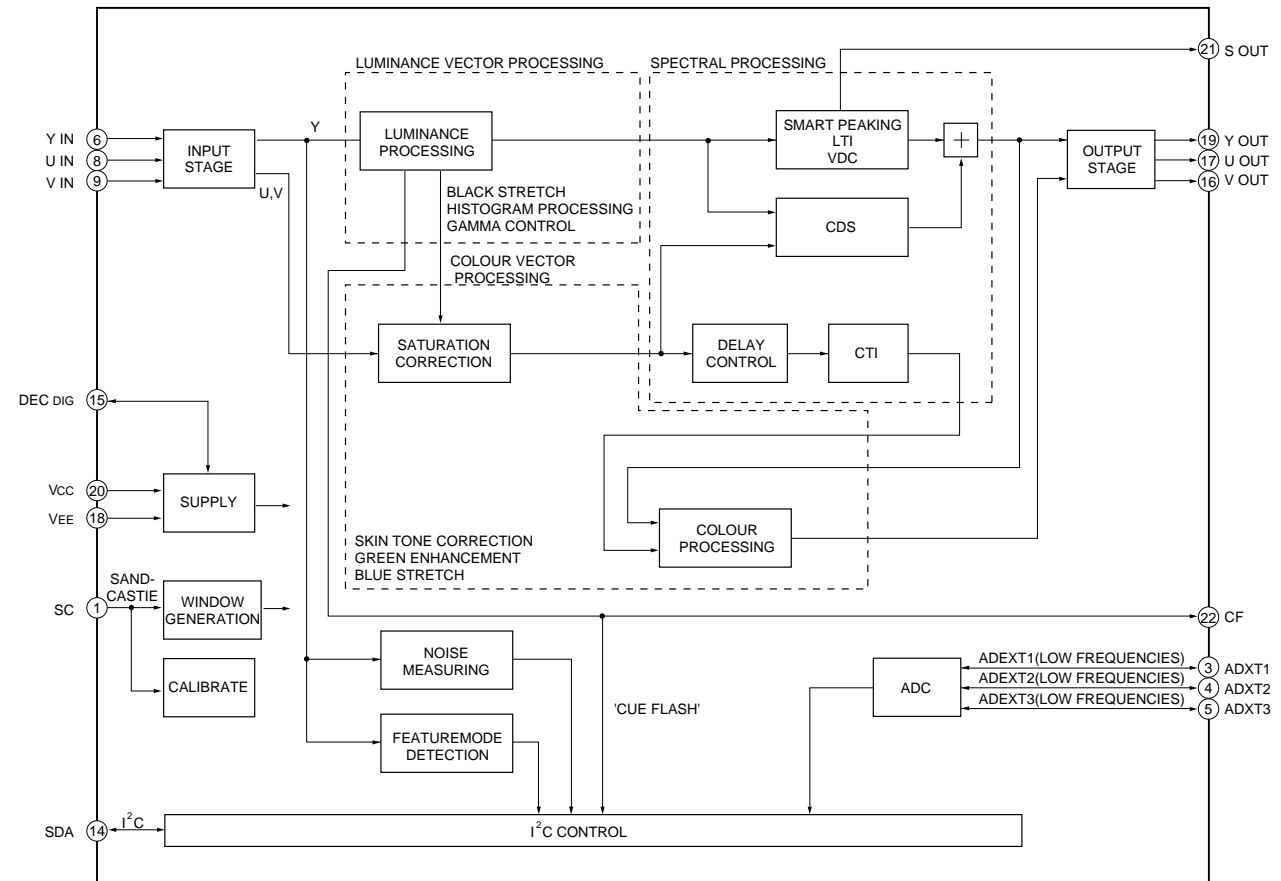 21 S OUT
LUMINANCE VECTOR PROCESSING
SPECTRAL PROCESSING
Y IN 6
U IN 8
V IN 9
INPUT
STAGE
Y
U,V
LUMINANCE
PROCESSING
SMART PEAKING
LTI
VDC
+
OUTPUT
STAGE
19 Y OUT
17 U OUT
16 V OUT
BLACK STRETCH
HISTOGRAM PROCESSING
GAMMA CONTROL
CDS
COLOUR VECTOR
PROCESSING
SATURATION
CORRECTION
DELAY
CONTROL
CTI
DEC DIG 15
VCC 20
VEE 18
SUPPLY
COLOUR
PROCESSING
SKIN TONE CORRECTION
GREEN ENHANCEMENT
BLUE STRETCH
SAND-
CASTIE
SC 1
WINDOW
GENERATION
22 CF
NOISE
MEASURING
CALIBRATE
ADC
ADEXT1(LOW FREQUENCIES) 3 ADXT1
ADEXT2(LOW FREQUENCIES) 4 ADXT2
ADEXT3(LOW FREQUENCIES) 5 ADXT3
'CUE FLASH'
FEATUREMODE
DETECTION
SDA 14
I²C
I²C CONTROL